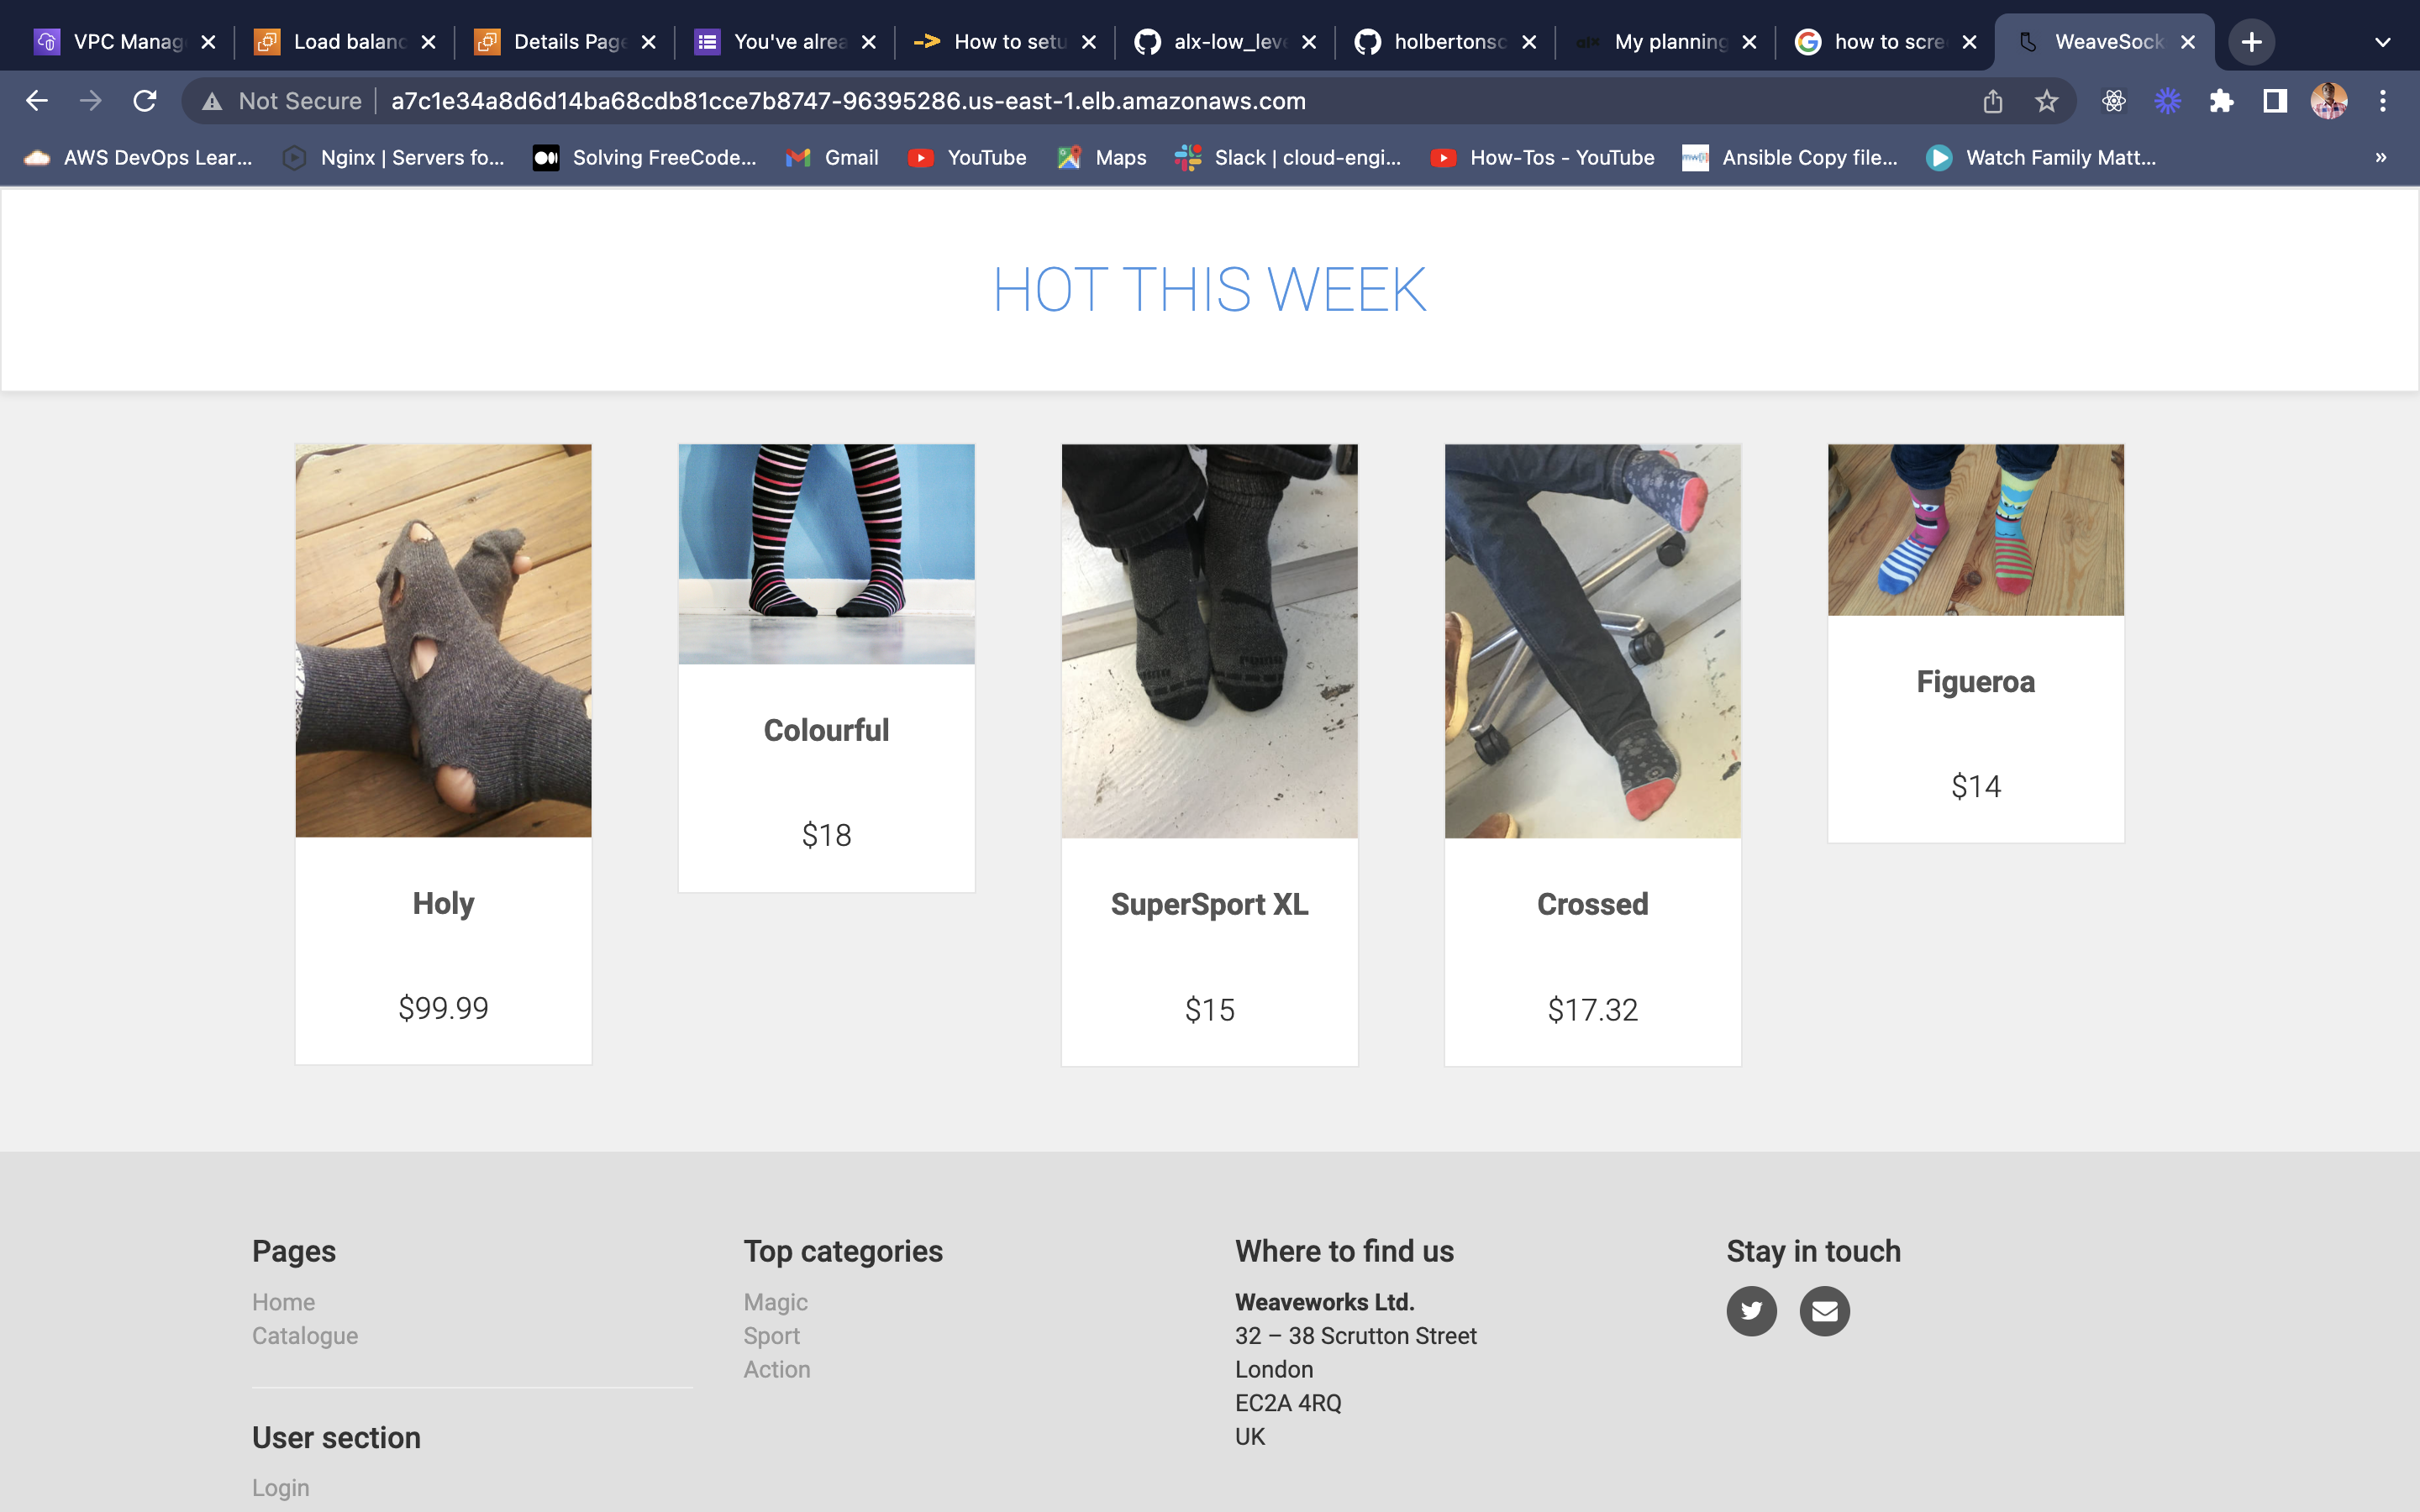 VPC Manag
Load balanc
Details Page
You've alrea
How to setu
alx-low_leve
holbertonsc
alx My planning
how to scre
WeaveSock
Not Secure a7c1e34a8d6d14ba68cdb81cce7b8747-96395286.us-east-1.elb.amazonaws.com
AWS DevOps Lear... Nginx | Servers fo... Solving FreeCode... Gmail YouTube Maps Slack | cloud-engi... How-Tos - YouTube Ansible Copy file... Watch Family Matt... »
HOT THIS WEEK
Holy
$99.99
Colourful
$18
SuperSport XL
$15
Crossed
$17.32
Figueroa
$14
Pages
Home
Catalogue
User section
Login
Top categories
Magic
Sport
Action
Where to find us
Weaveworks Ltd.
32 – 38 Scrutton Street
London
EC2A 4RQ
UK
Stay in touch